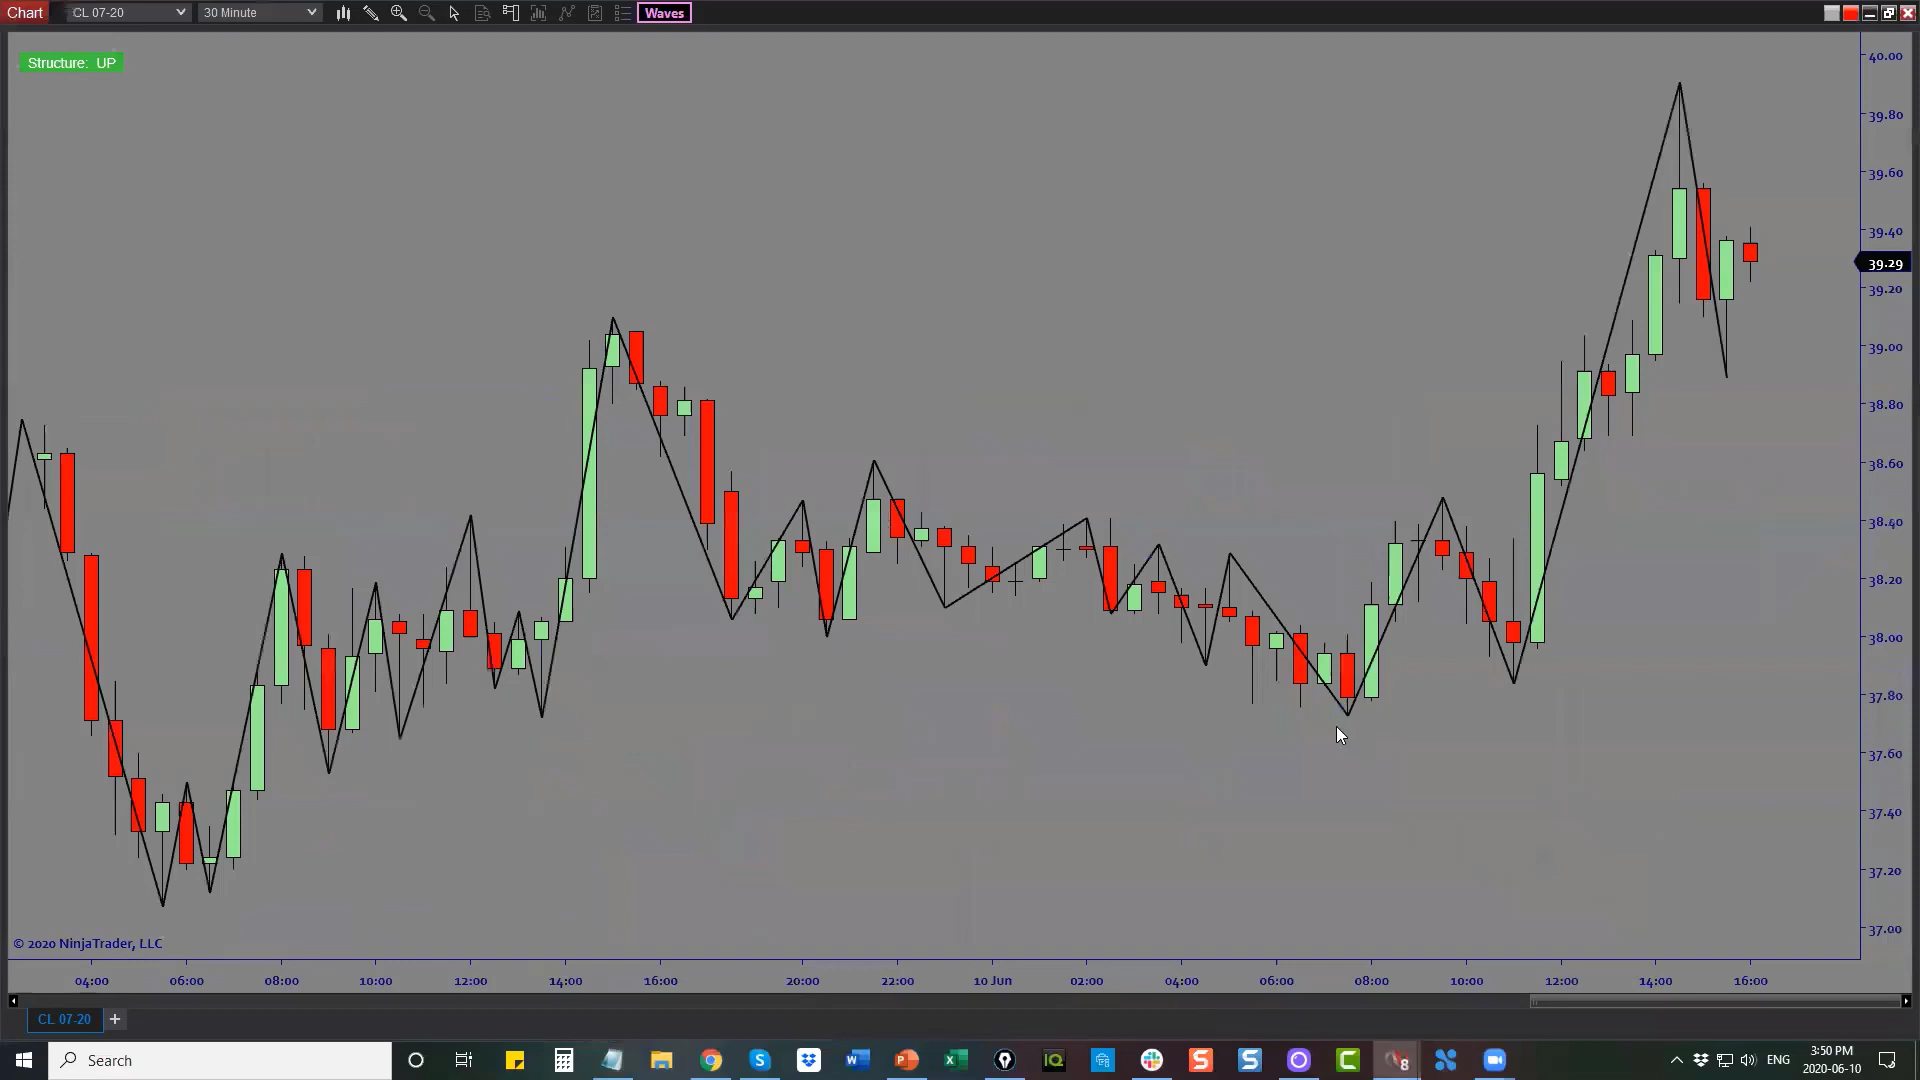 Chart CL 07-20 30 Minute Waves
Structure: UP
40.00
39.80
39.60
39.40
39.29
39.20
39.00
38.80
38.60
38.40
38.20
38.00
37.80
37.60
37.40
37.20
37.00
© 2020 NinjaTrader, LLC
04:00 06:00 08:00 10:00 12:00 14:00 16:00 20:00 22:00 10 Jun 02:00 04:00 06:00 08:00 10:00 12:00 14:00 16:00
CL 07-20 +
Search
ENG
3:50 PM
2020-06-10